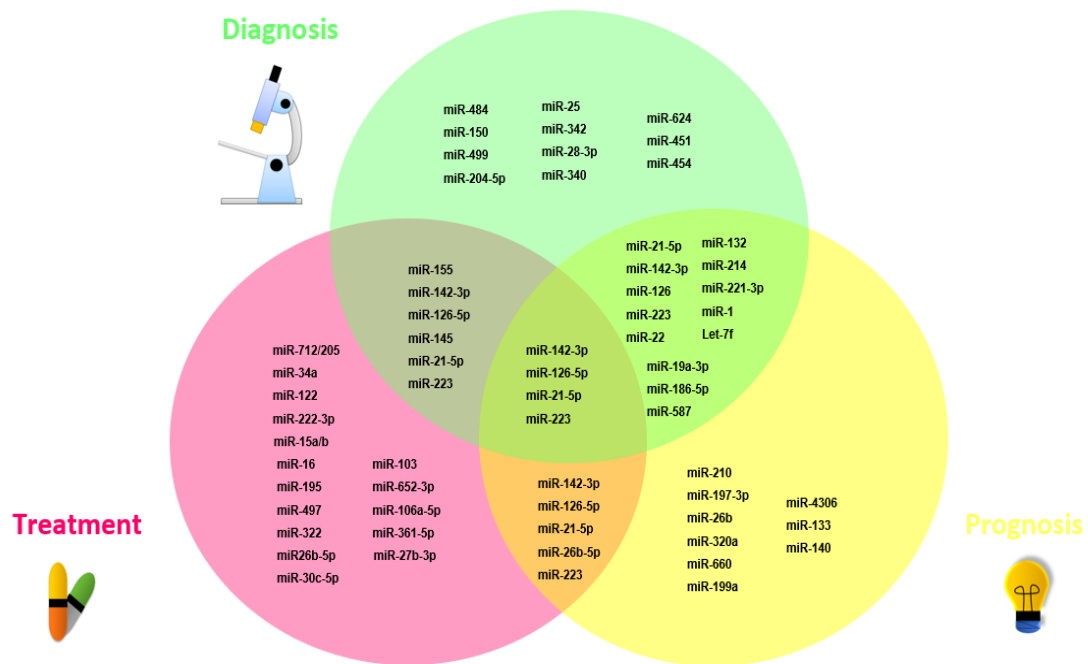 Diagnosis
miR-484
miR-150
miR-499
miR-204-5p
miR-25
miR-342
miR-28-3p
miR-340
miR-624
miR-451
miR-454
miR-155
miR-142-3p
miR-126-5p
miR-145
miR-21-5p
miR-223
miR-21-5p
miR-142-3p
miR-126
miR-223
miR-22
miR-132
miR-214
miR-221-3p
miR-1
Let-7f
miR-19a-3p
miR-186-5p
miR-587
miR-142-3p
miR-126-5p
miR-21-5p
miR-223
Treatment
miR-712/205
miR-34a
miR-122
miR-222-3p
miR-15a/b
miR-16
miR-195
miR-497
miR-322
miR26b-5p
miR-30c-5p
miR-103
miR-652-3p
miR-106a-5p
miR-361-5p
miR-27b-3p
miR-142-3p
miR-126-5p
miR-21-5p
miR-26b-5p
miR-223
miR-210
miR-197-3p
miR-26b
miR-320a
miR-660
miR-199a
miR-4306
miR-133
miR-140
Prognosis